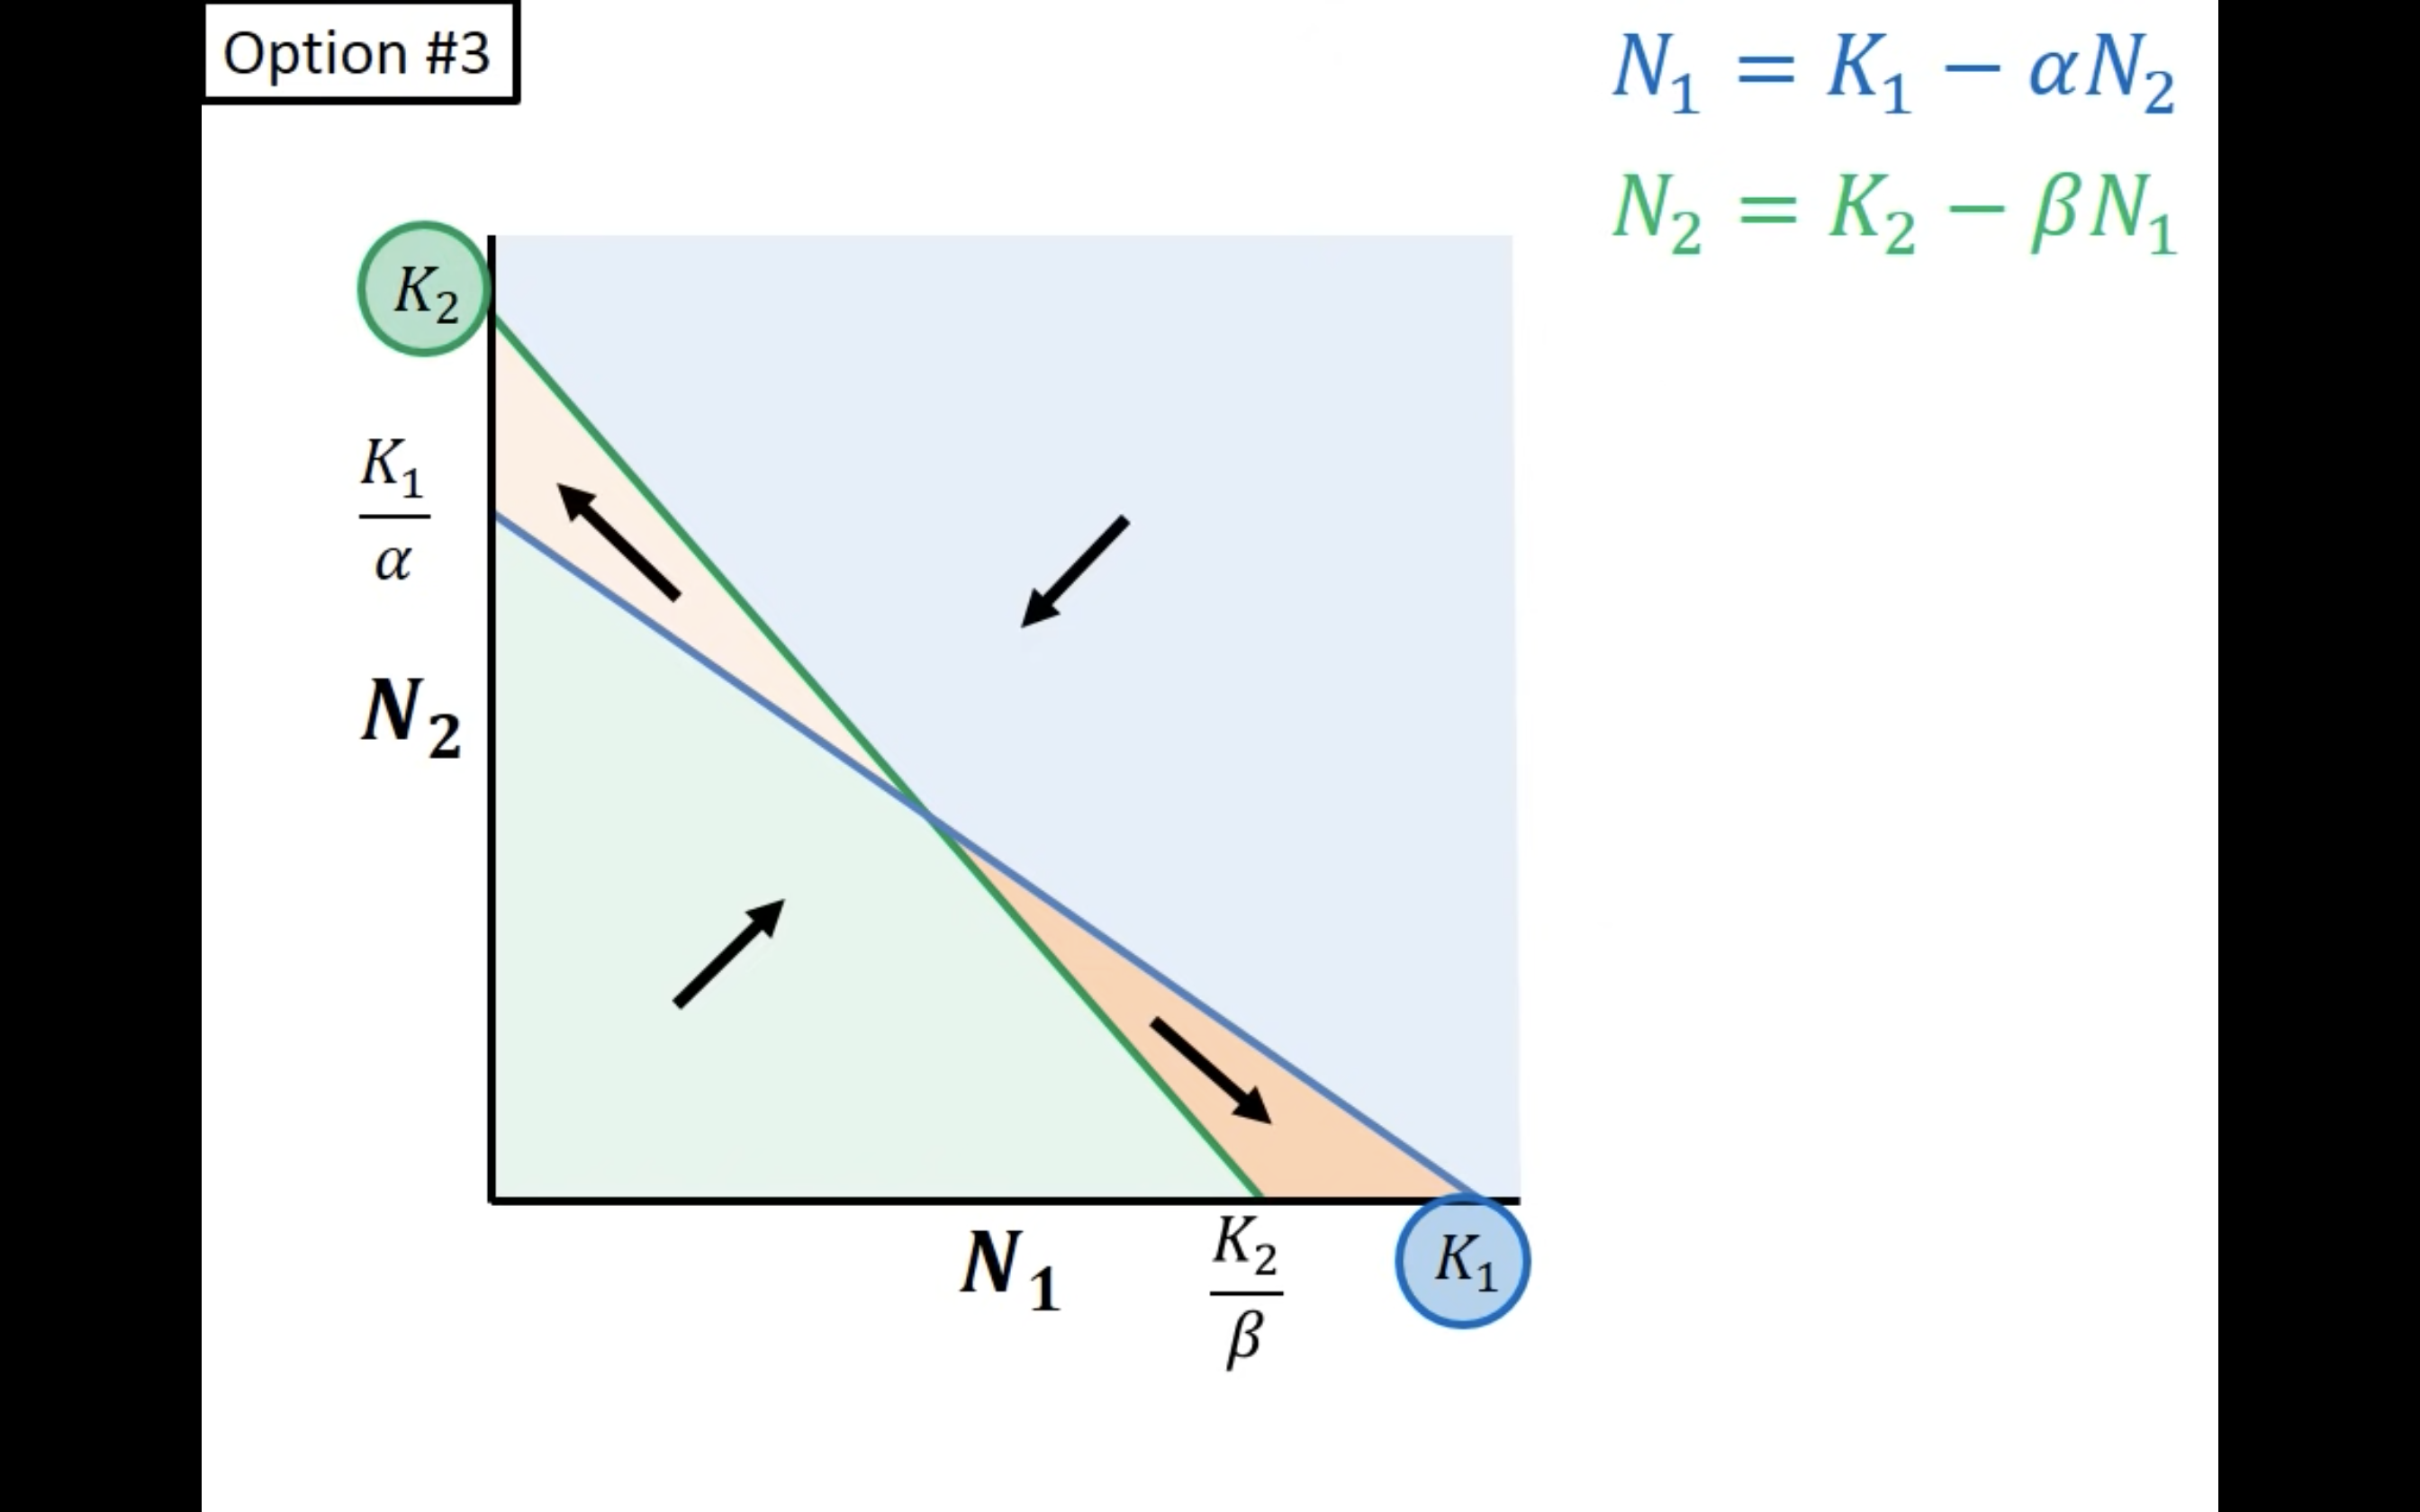 Option #3
N₁ = K₁ − αN₂
N₂ = K₂ − βN₁
K₂
K₁
α
N₂
N₁
K₂
β
K₁